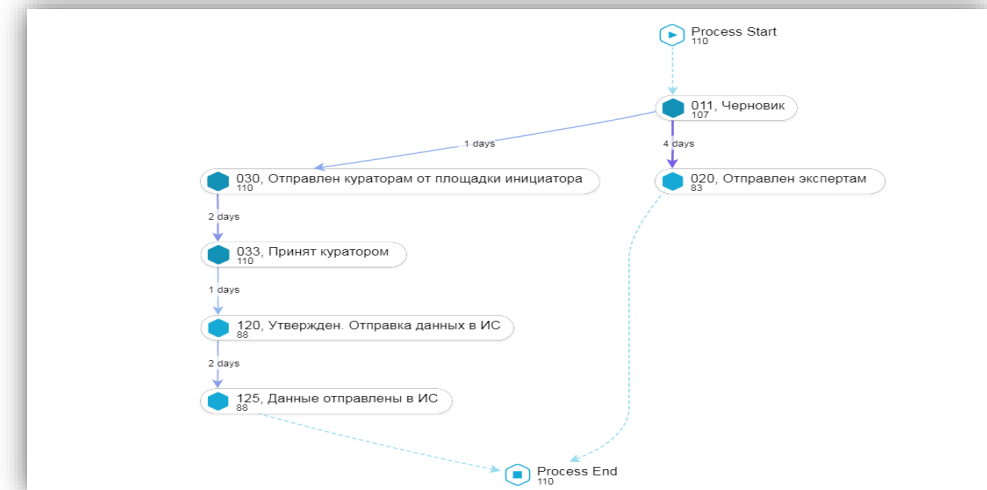 Process Start
110
011, Черновик
107
1 days
4 days
030, Отправлен кураторам от площадки инициатора
110
020, Отправлен экспертам
83
2 days
033, Принят куратором
110
1 days
120, Утвержден. Отправка данных в ИС
88
2 days
125, Данные отправлены в ИС
88
Process End
110